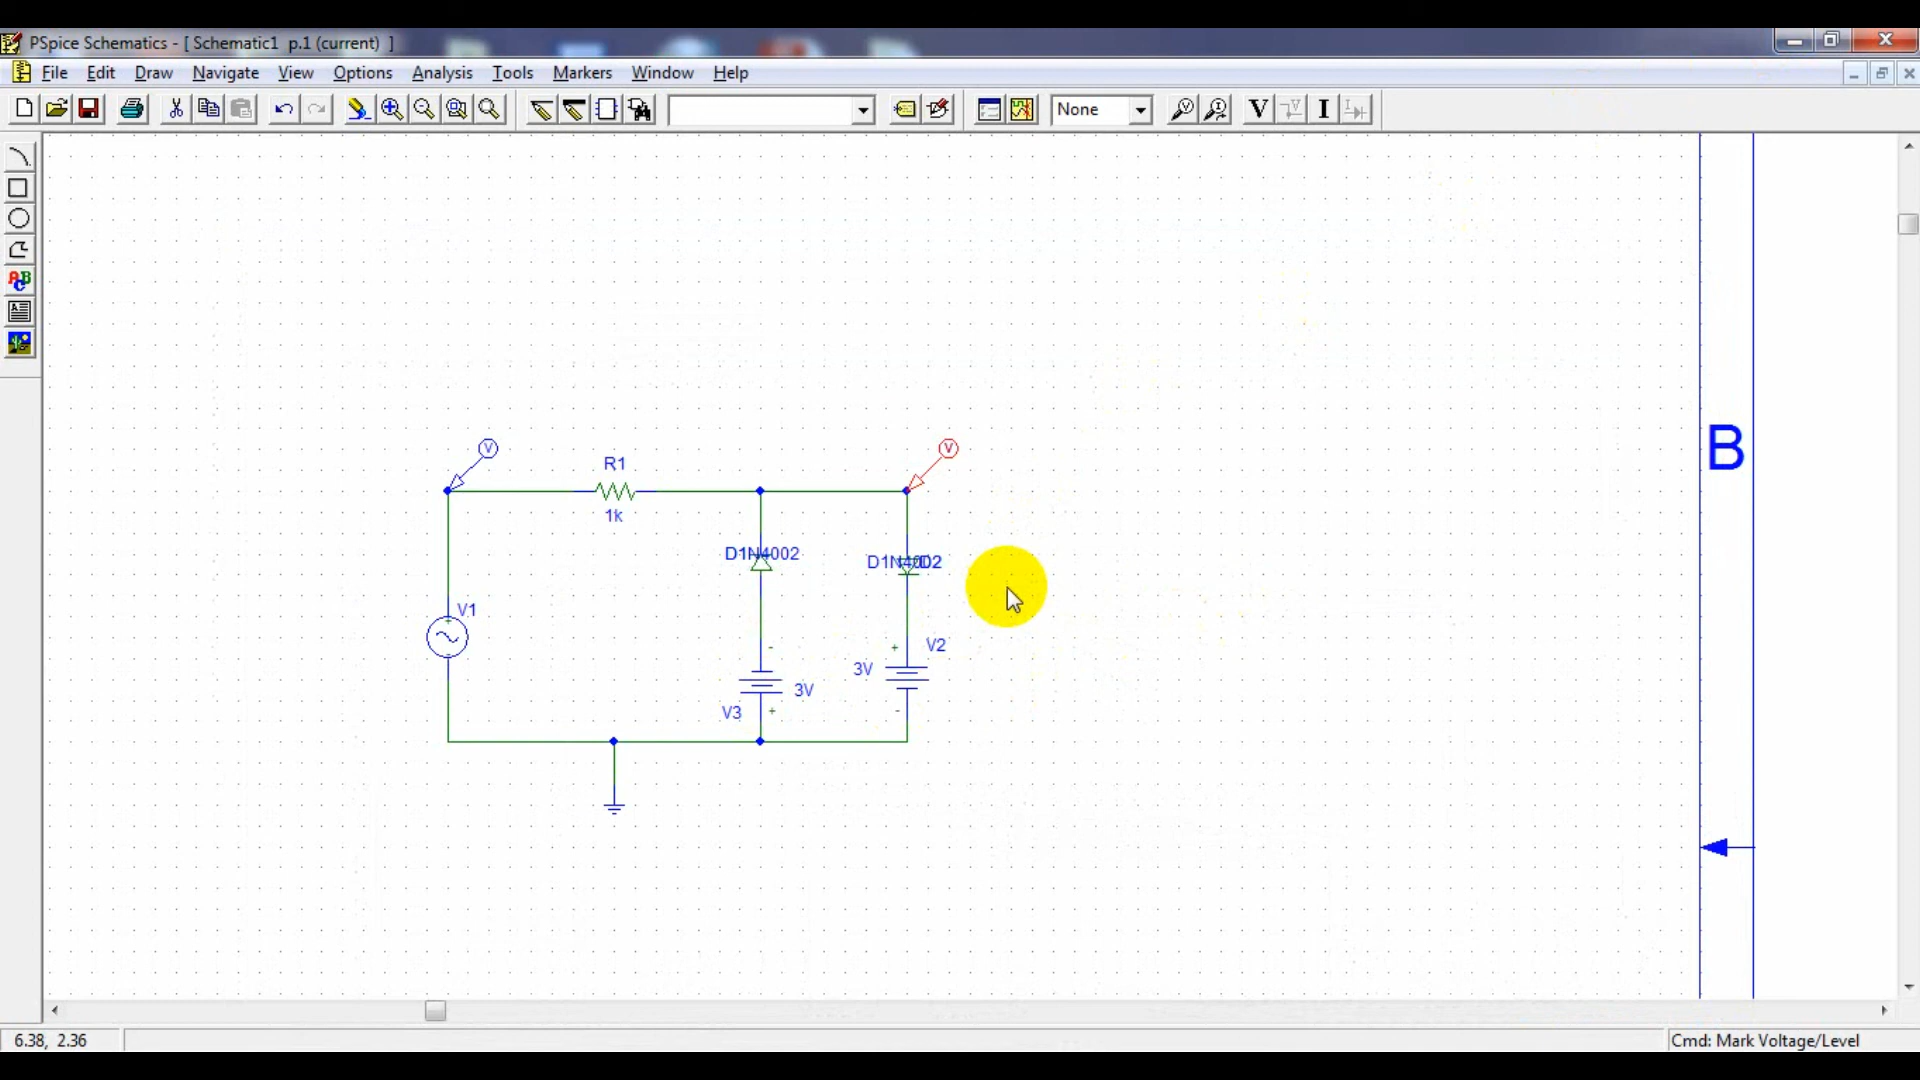 PSpice Schematics - [ Schematic1 p.1 (current) ]
File Edit Draw Navigate View Options Analysis Tools Markers Window Help
None V I
V V
R1
1k
B
D1N4002 D1N4002
V1
V2
3V
3V
V3
6.38, 2.36
Cmd: Mark Voltage/Level